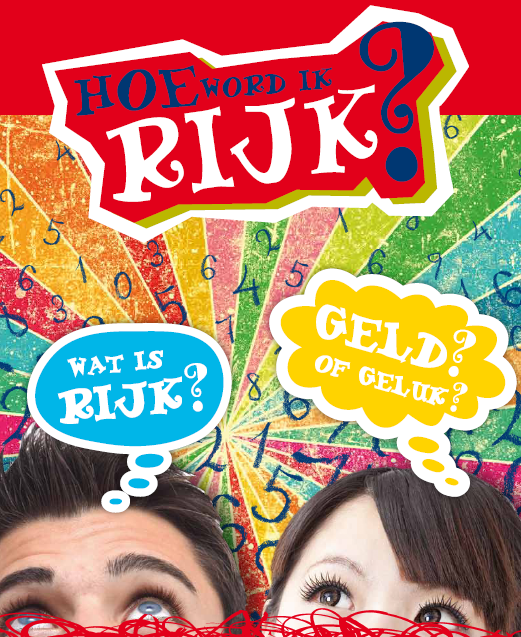 HOE WORD IK
RIJK?
WAT IS
RIJK?
GELD?
OF GELUK?